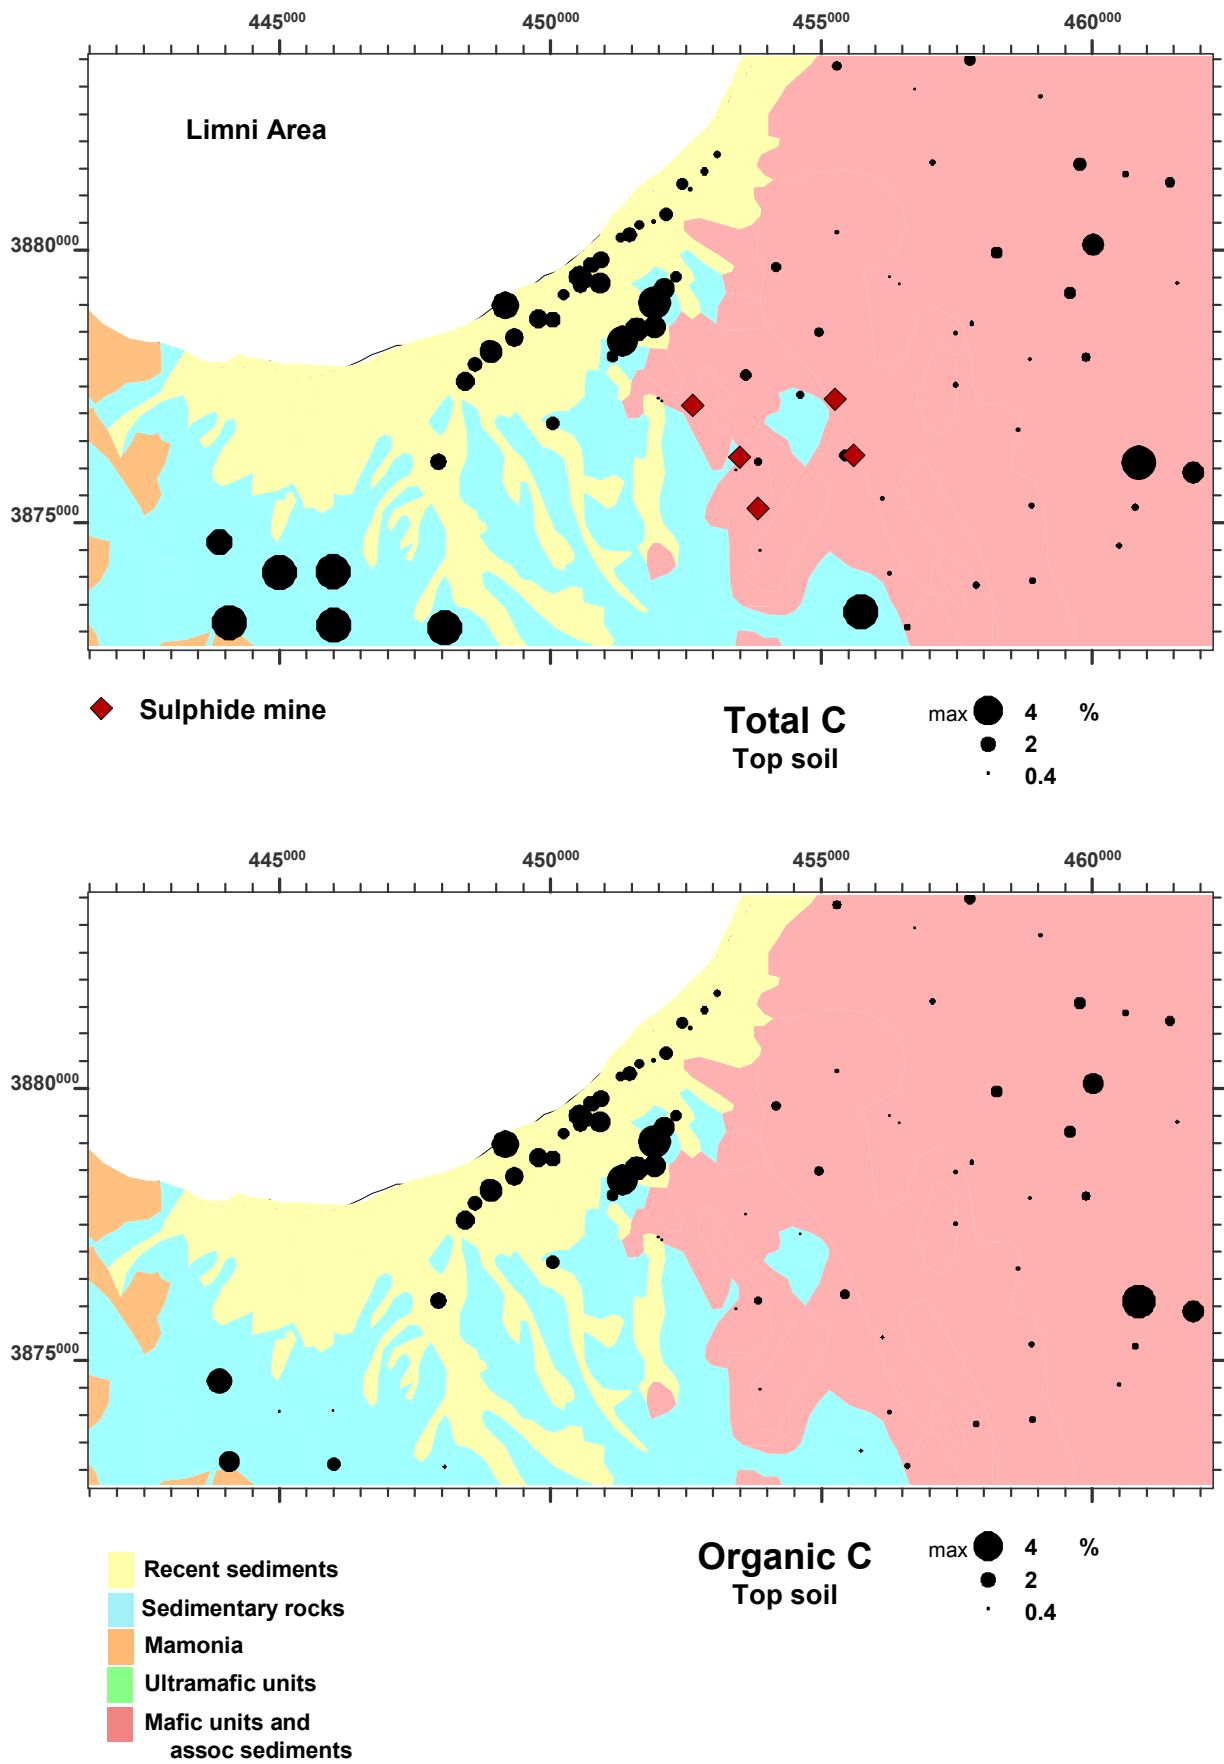 445000 450000 455000 460000
Limni Area
3880000
3875000
Sulphide mine
Total C
Top soil
max 4 %
2
0.4
445000 450000 455000 460000
3880000
3875000
Recent sediments
Sedimentary rocks
Mamonia
Ultramafic units
Mafic units and
assoc sediments
Organic C
Top soil
max 4 %
2
0.4